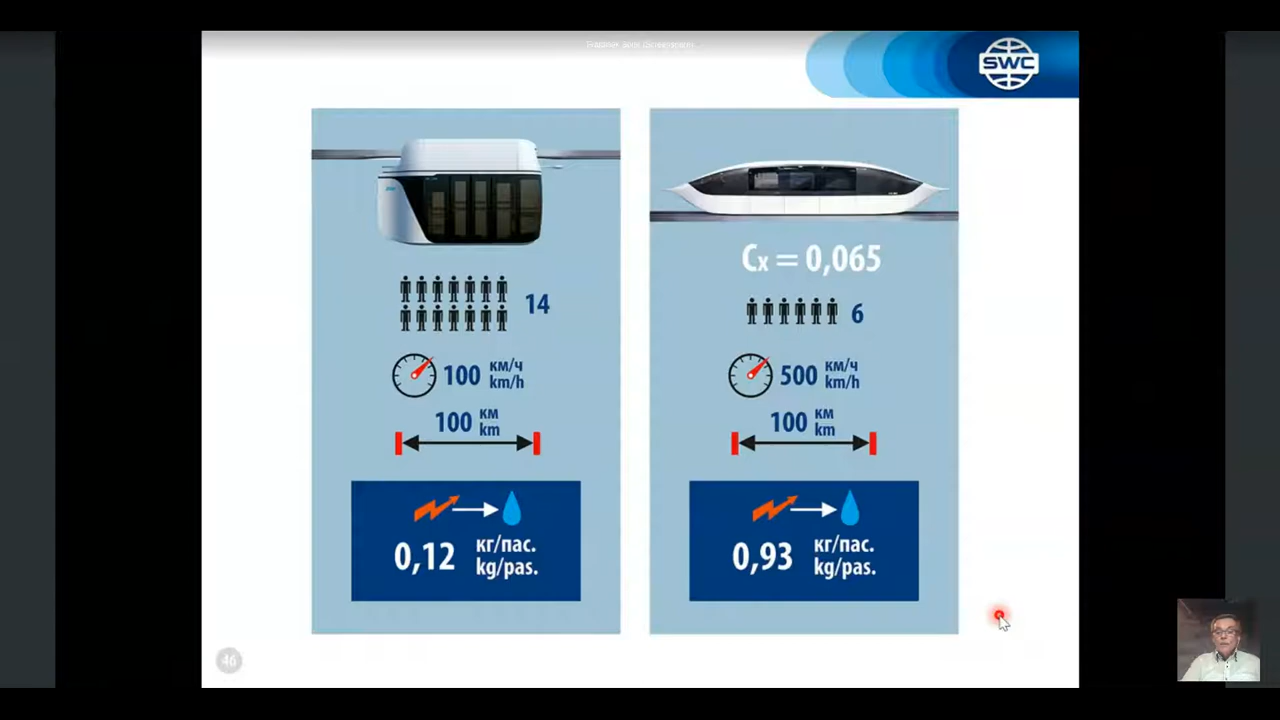 SWC
Cx = 0,065
14
6
100 км/ч
km/h
500 км/ч
km/h
100 км
km
100 км
km
0,12 кг/пас.
kg/pas.
0,93 кг/пас.
kg/pas.
46